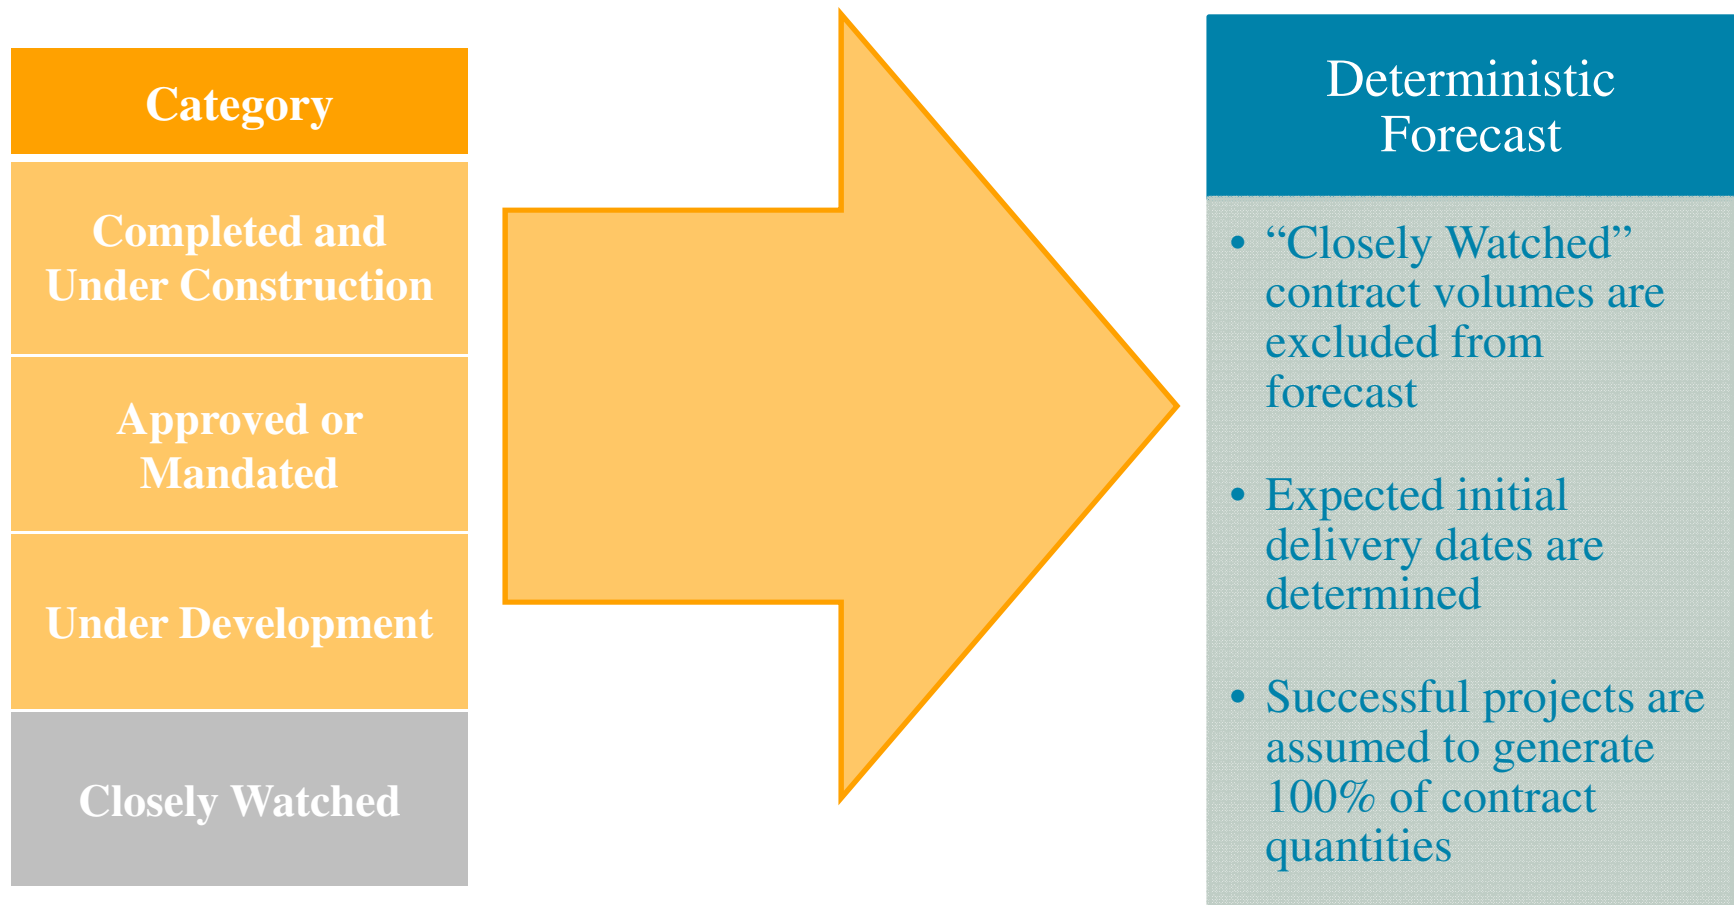 Category
Completed and
Under Construction
Approved or
Mandated
Under Development
Closely Watched
Deterministic
Forecast
• “Closely Watched”
contract volumes are
excluded from
forecast
• Expected initial
delivery dates are
determined
• Successful projects are
assumed to generate
100% of contract
quantities